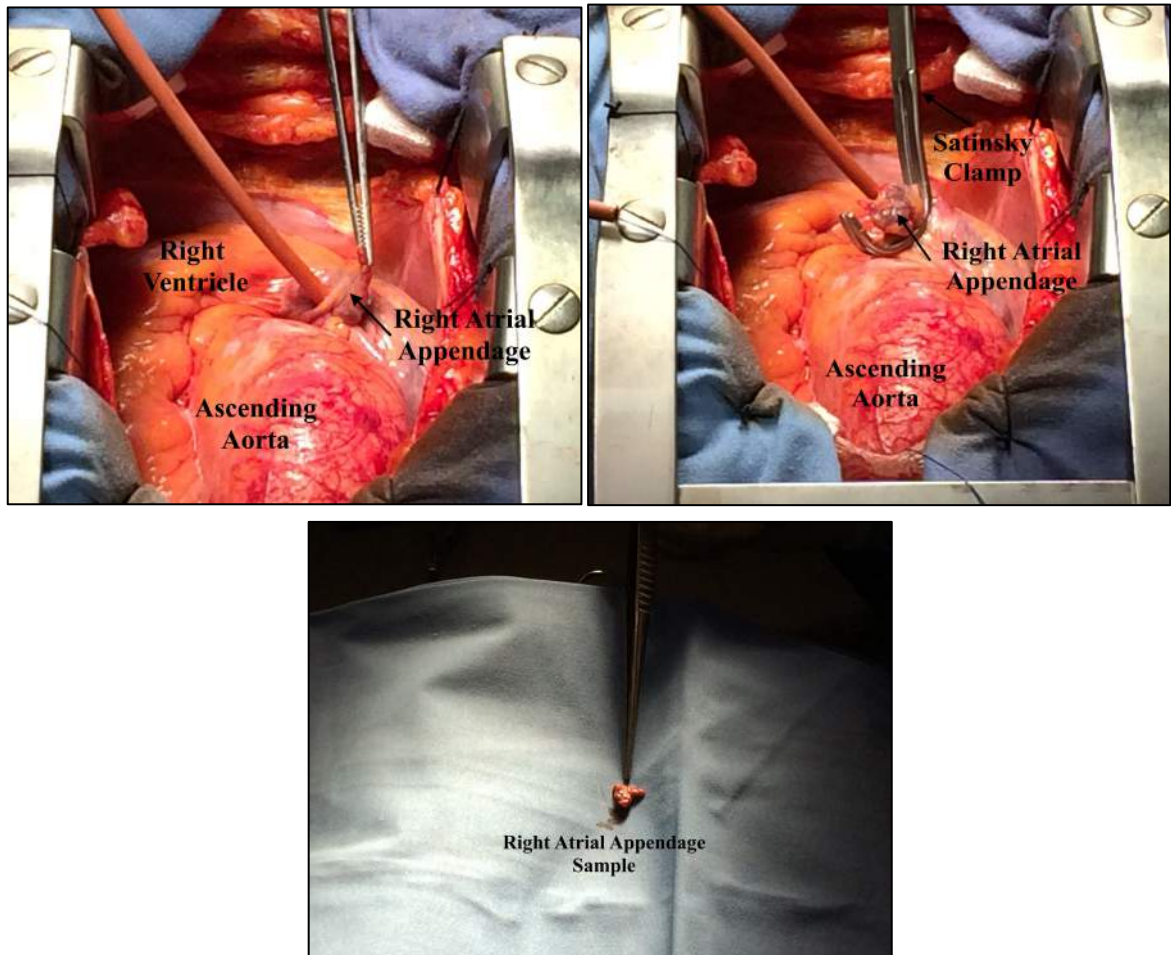 Right
Ventricle
Right Atrial
Appendage
Ascending
Aorta
Satinsky
Clamp
Right Atrial
Appendage
Ascending
Aorta
Right Atrial Appendage
Sample